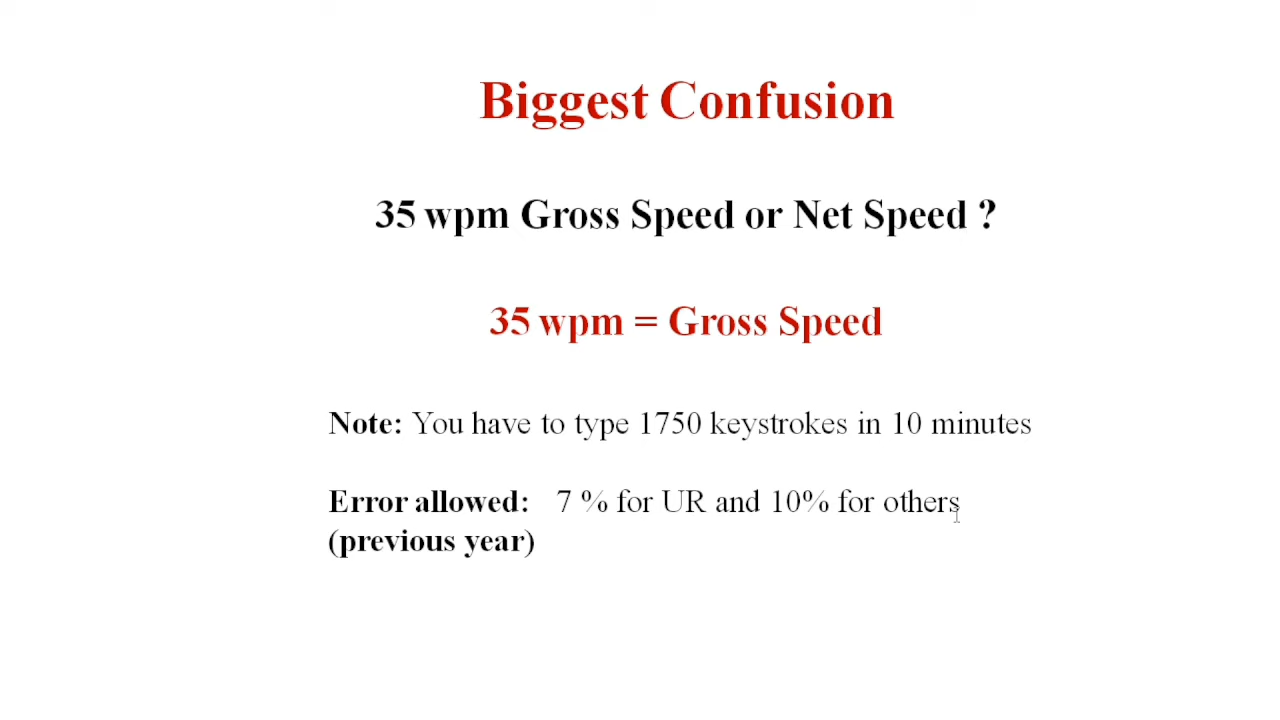 Biggest Confusion
35 wpm Gross Speed or Net Speed ?
35 wpm = Gross Speed
Note: You have to type 1750 keystrokes in 10 minutes
Error allowed: 7 % for UR and 10% for others
(previous year)